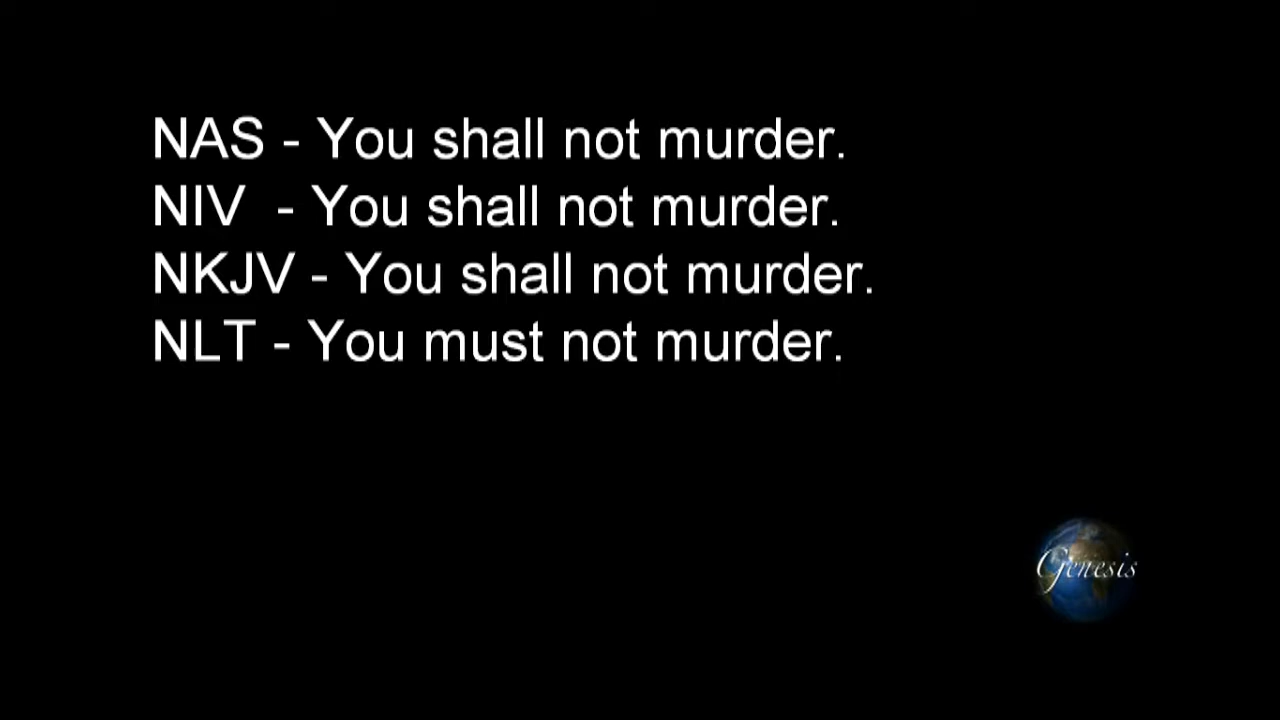 NAS - You shall not murder.
NIV - You shall not murder.
NKJV - You shall not murder.
NLT - You must not murder.
Genesis